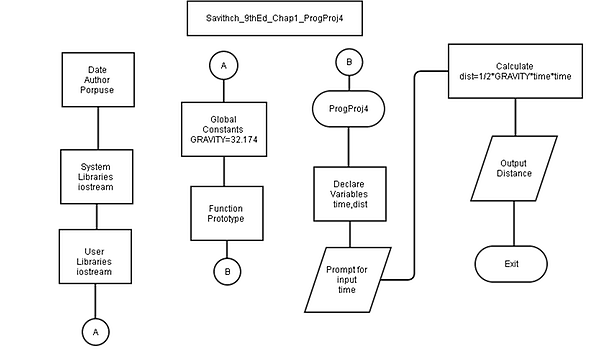 Savithch_9thEd_Chap1_ProgProj4
Date
Author
Porpuse
System
Libraries
iostream
User
Libraries
iostream
A
A
Global
Constants
GRAVITY=32.174
Function
Prototype
B
B
ProgProj4
Declare
Variables
time,dist
Prompt for
input
time
Calculate
dist=1/2*GRAVITY*time*time
Output
Distance
Exit